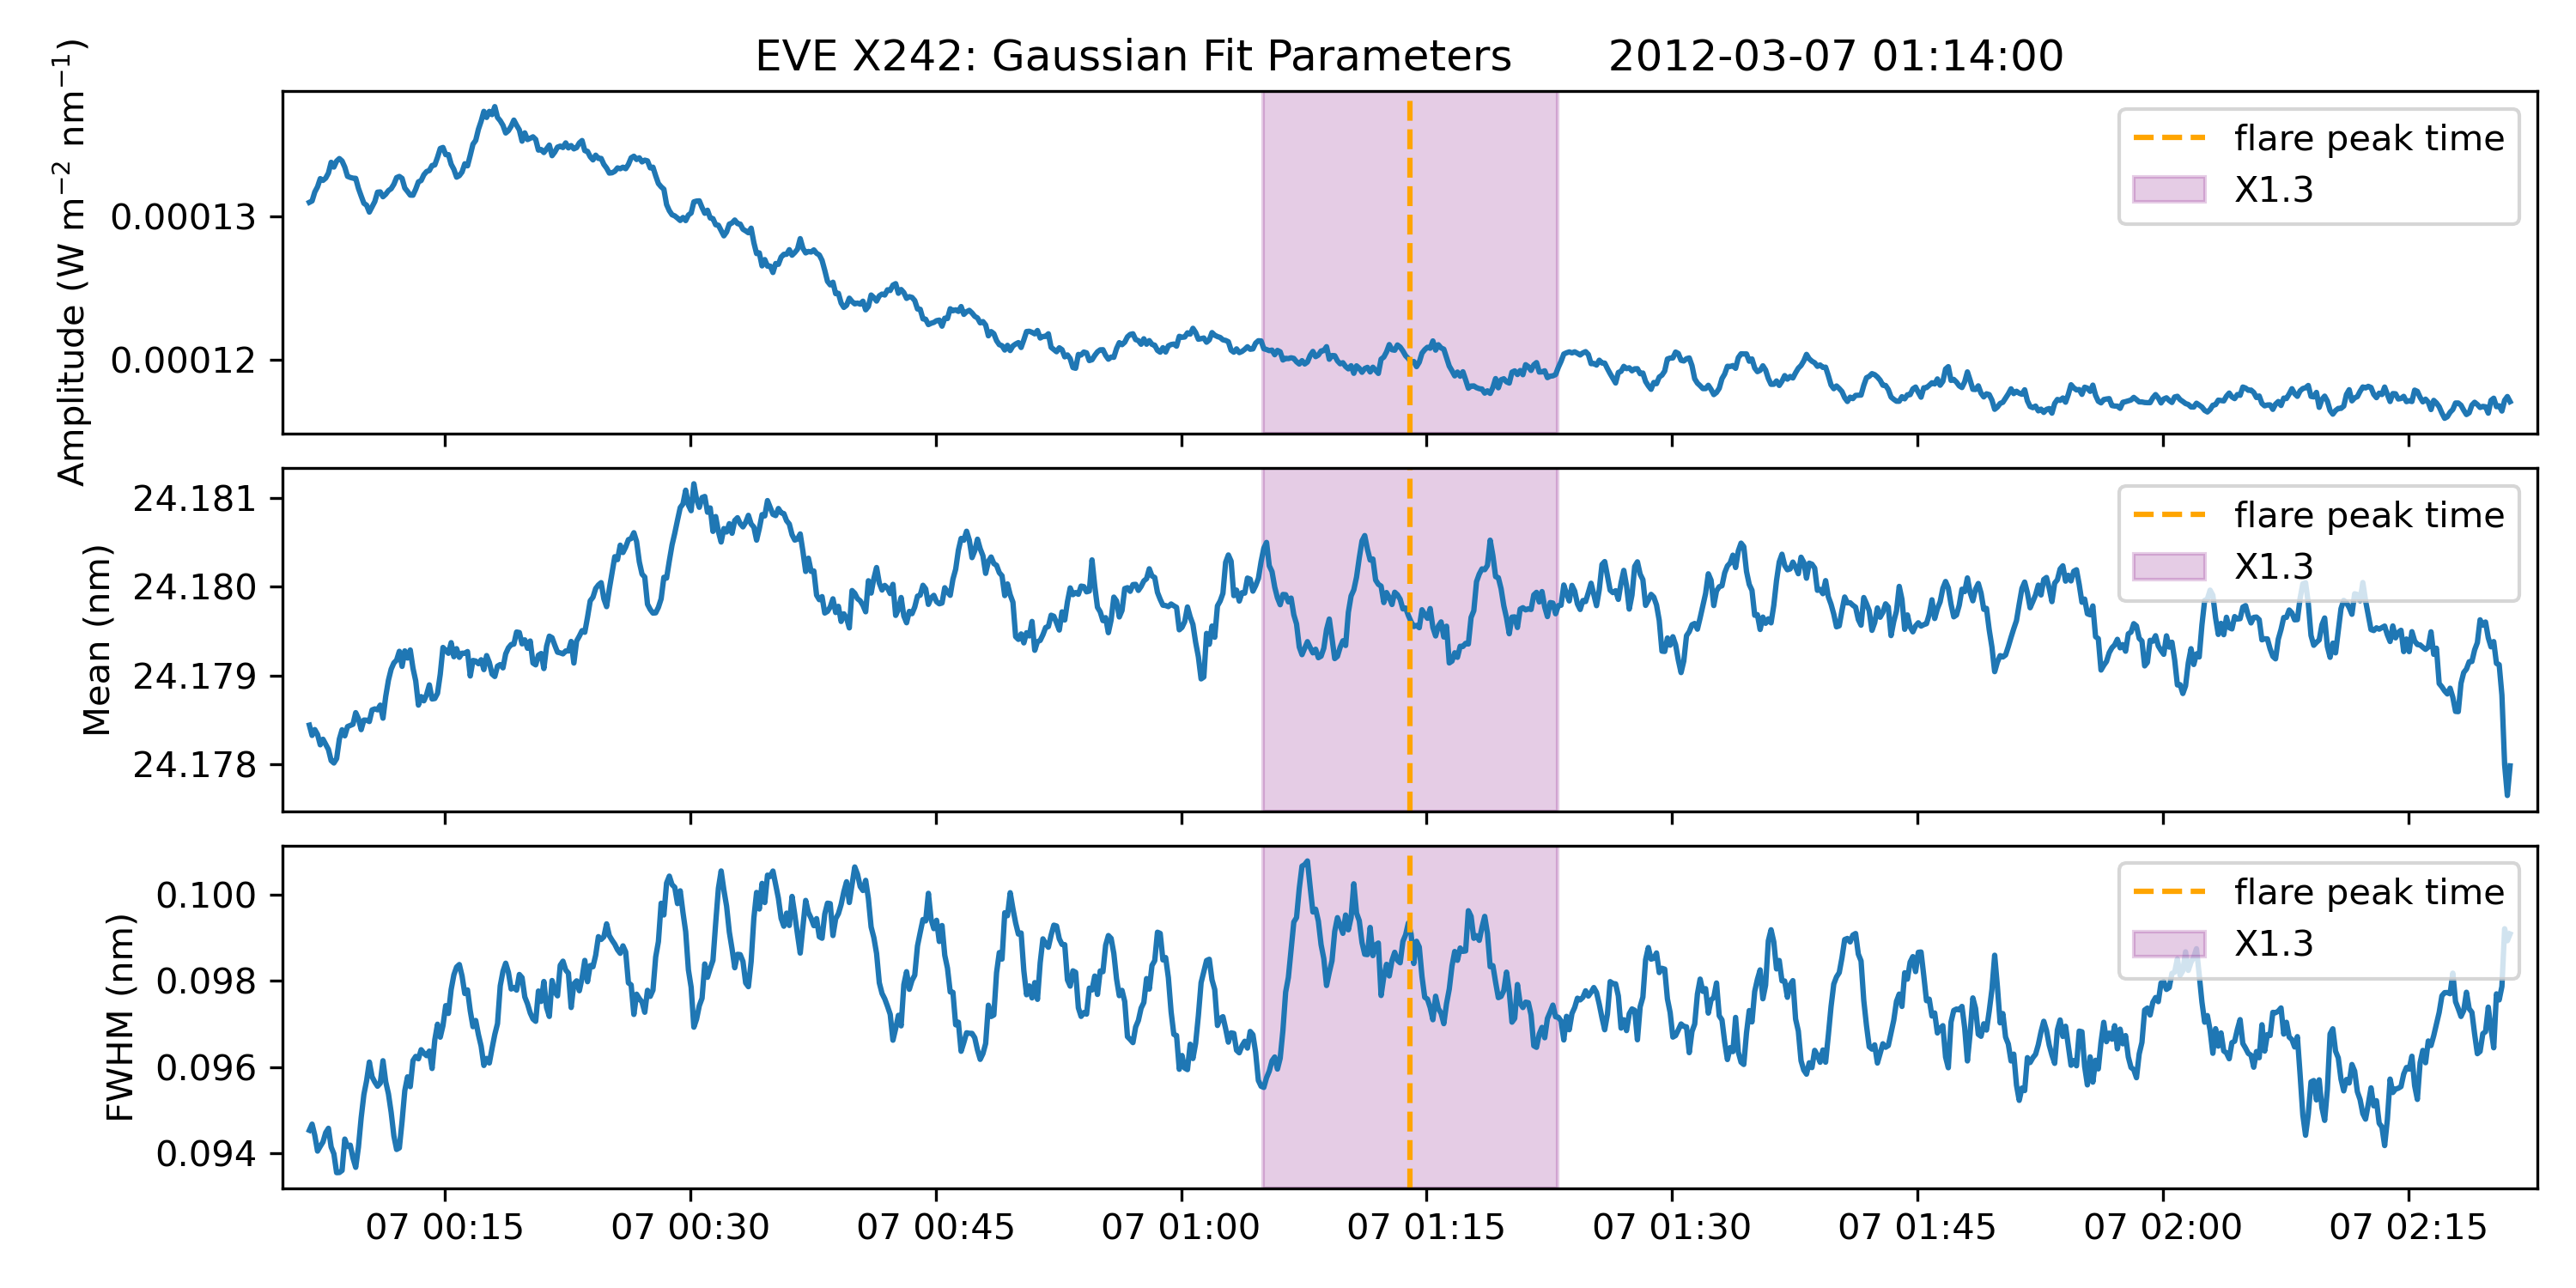 EVE X242: Gaussian Fit Parameters 2012-03-07 01:14:00
Amplitude (W m⁻² nm⁻¹)
0.00013
0.00012
flare peak time
X1.3
Mean (nm)
24.181
24.180
24.179
24.178
flare peak time
X1.3
FWHM (nm)
0.100
0.098
0.096
0.094
flare peak time
X1.3
07 00:15 07 00:30 07 00:45 07 01:00 07 01:15 07 01:30 07 01:45 07 02:00 07 02:15